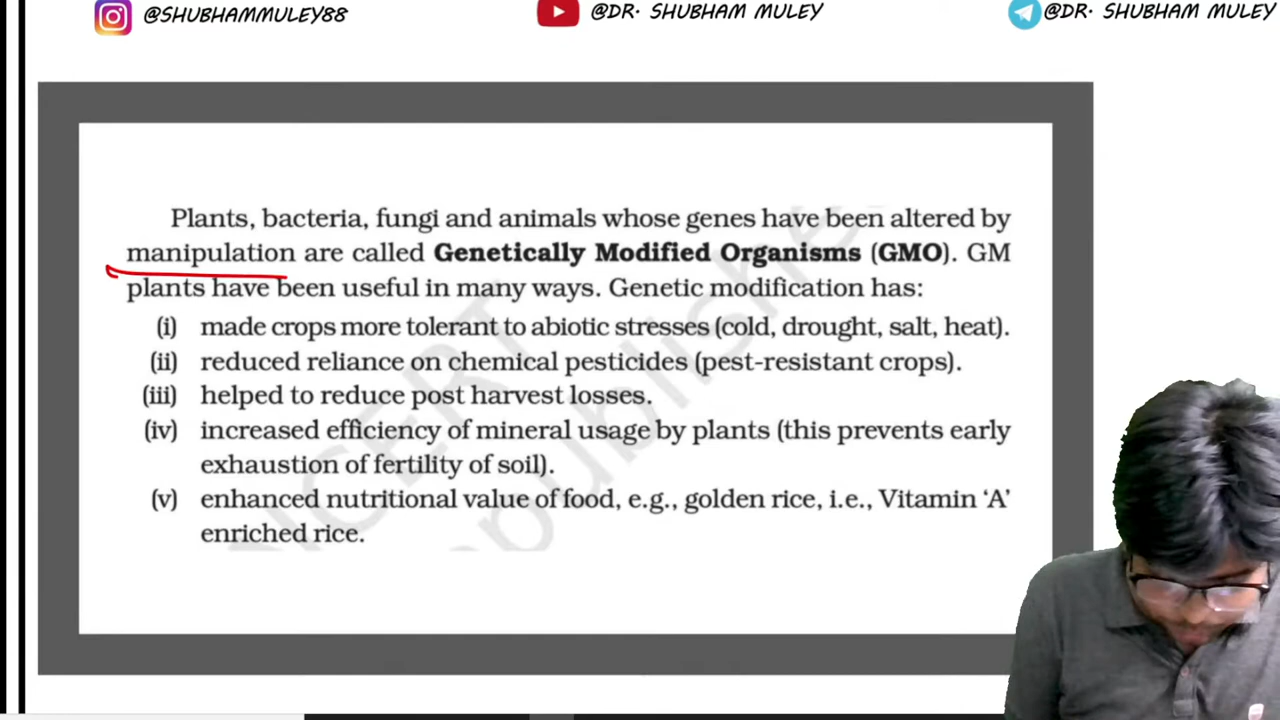 @SHUBHAMMULEY88 @DR. SHUBHAM MULEY @DR. SHUBHAM MULEY
Plants, bacteria, fungi and animals whose genes have been altered by
manipulation are called Genetically Modified Organisms (GMO). GM
plants have been useful in many ways. Genetic modification has:
(i) made crops more tolerant to abiotic stresses (cold, drought, salt, heat).
(ii) reduced reliance on chemical pesticides (pest-resistant crops).
(iii) helped to reduce post harvest losses.
(iv) increased efficiency of mineral usage by plants (this prevents early
exhaustion of fertility of soil).
(v) enhanced nutritional value of food, e.g., golden rice, i.e., Vitamin ‘A’
enriched rice.